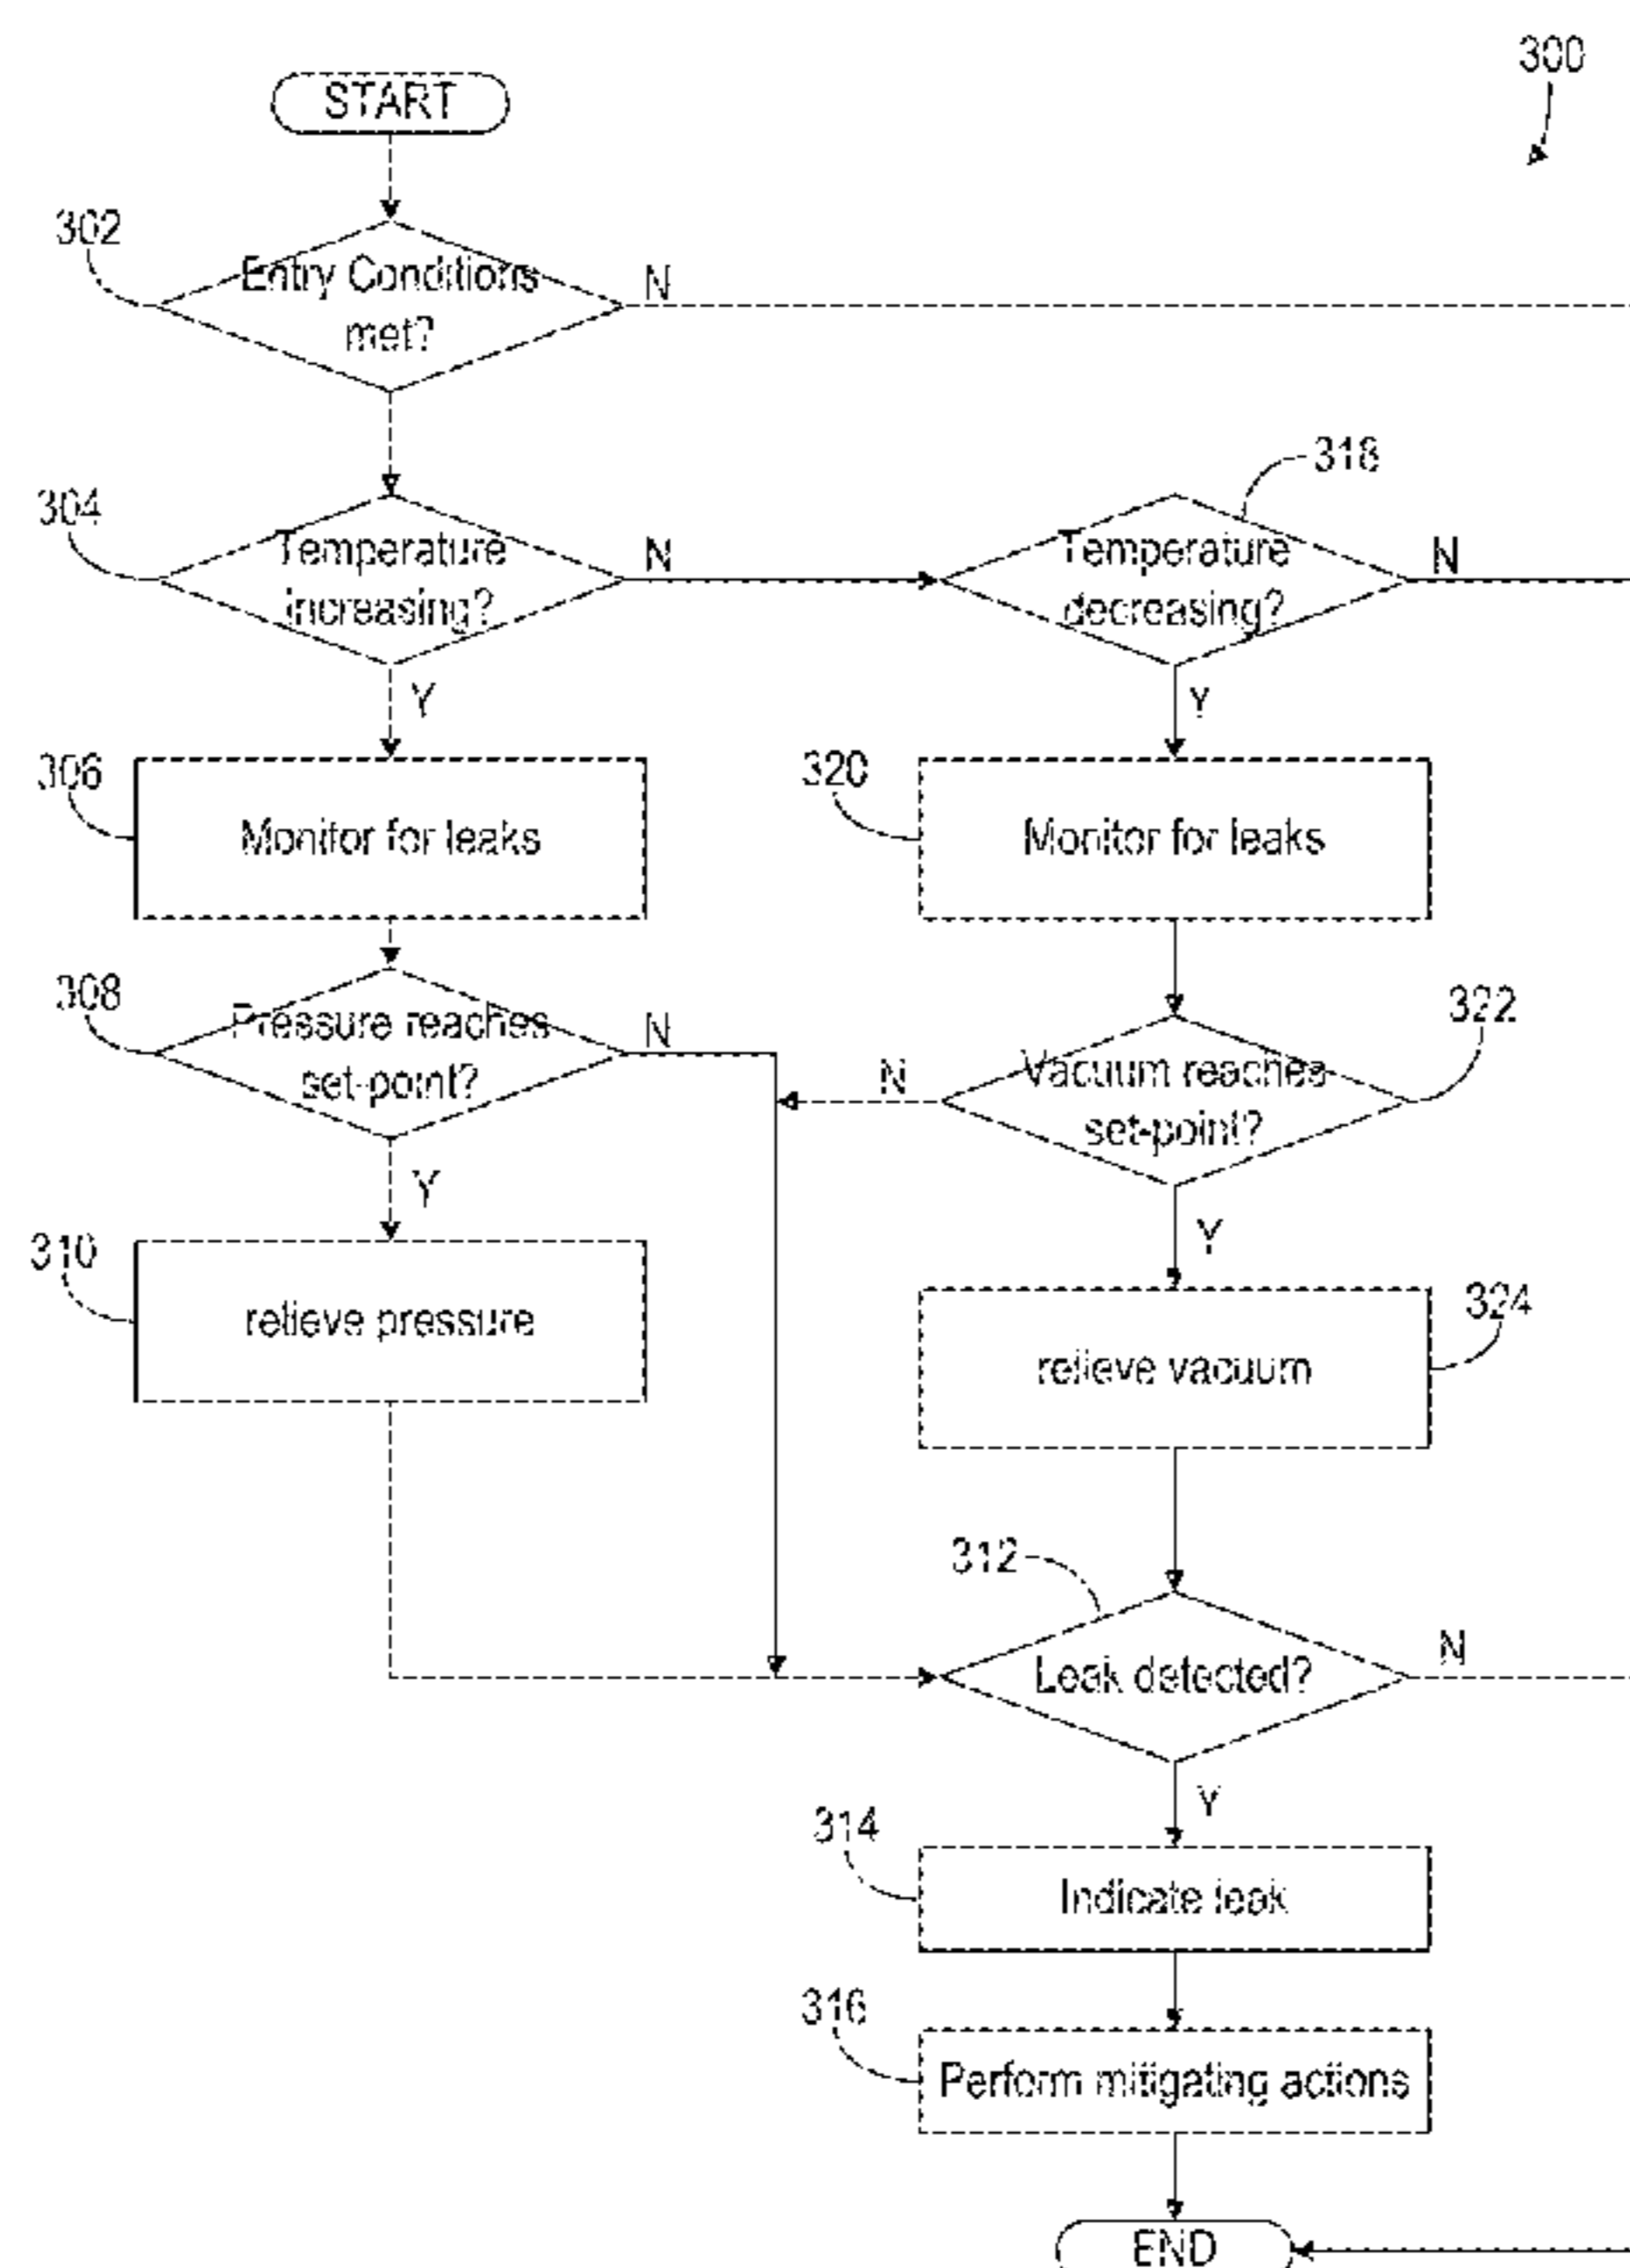 300
START
302
Entry Conditions
met?
N
304
Temperature
increasing?
N
318
Temperature
decreasing?
N
Y
Y
306
Monitor for leaks
320
Monitor for leaks
308
Pressure reaches
set-point?
N
322
Vacuum reaches
set-point?
N
Y
Y
310
relieve pressure
324
relieve vacuum
312
Leak detected?
N
Y
314
Indicate leak
316
Perform mitigating actions
END